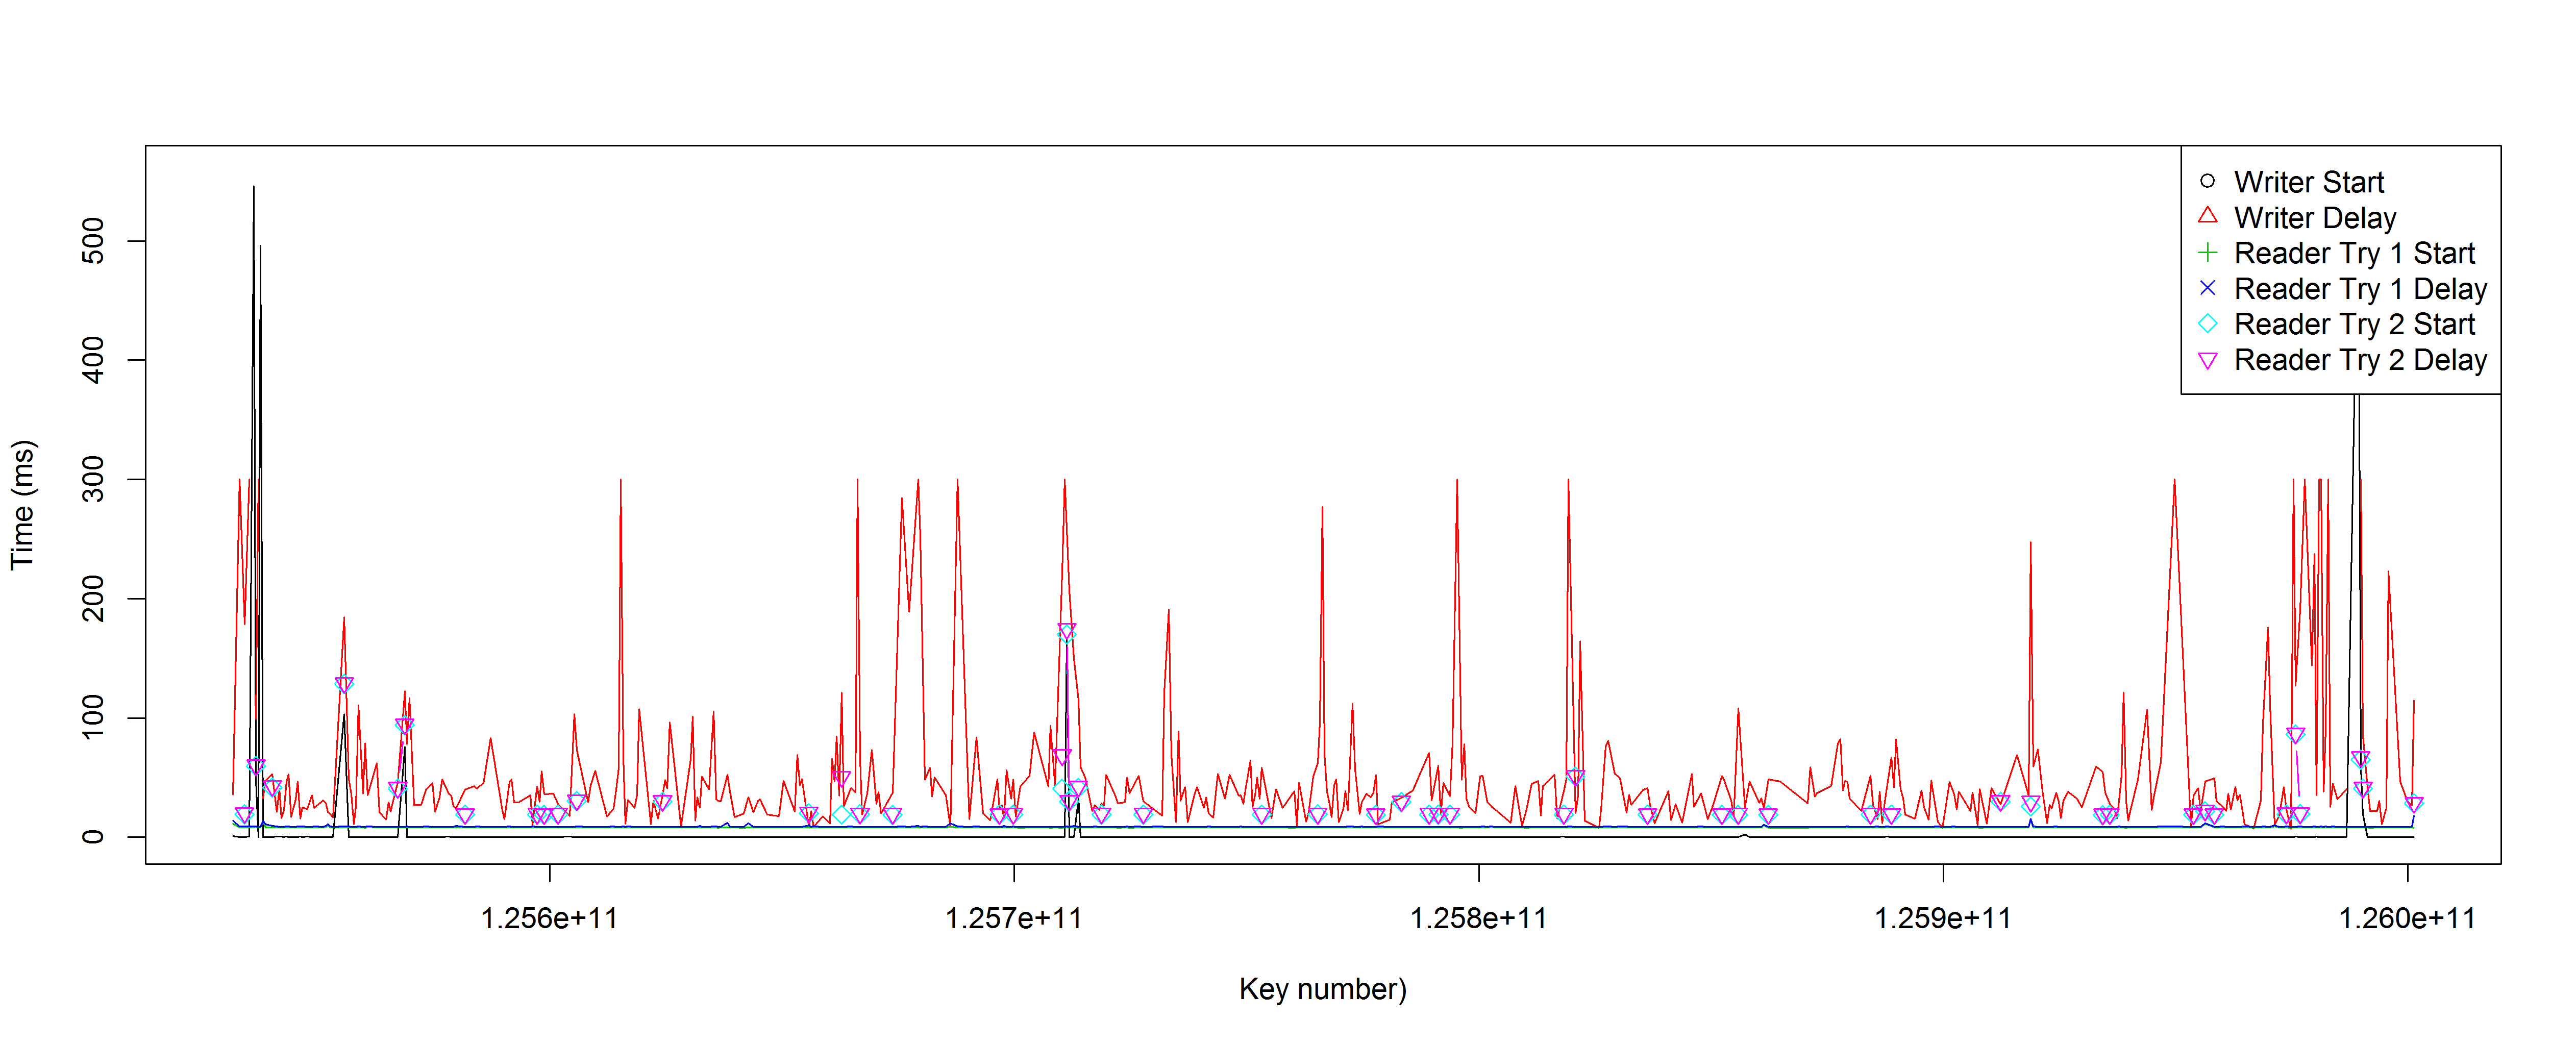 Writer Start
Writer Delay
Reader Try 1 Start
Reader Try 1 Delay
Reader Try 2 Start
Reader Try 2 Delay
Time (ms)
500
400
300
200
100
0
1.256e+11 1.257e+11 1.258e+11 1.259e+11 1.260e+11
Key number)